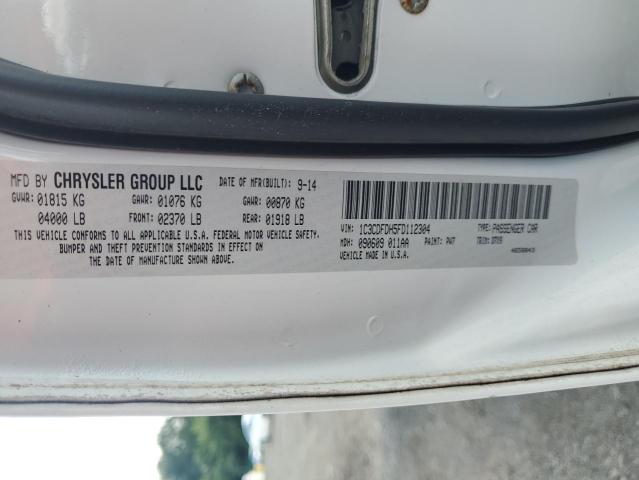 MFD BY CHRYSLER GROUP LLC DATE OF MFR(BUILT): 9-14
GVWR: 01815 KG GAWR: 01076 KG GAWR: 00870 KG
04000 LB FRONT: 02370 LB REAR: 01918 LB
THIS VEHICLE CONFORMS TO ALL APPLICABLE FEDERAL MOTOR VEHICLE SAFETY,
BUMPER AND THEFT PREVENTION STANDARDS IN EFFECT ON THE
DATE OF MANUFACTURE SHOWN ABOVE.
VIN: 1C3CDFDH5FD112304 TYPE: PASSENGER CAR
MDH: 090609 011AA PAINT: PW7 TRIM: DTX9
VEHICLE MADE IN U.S.A.